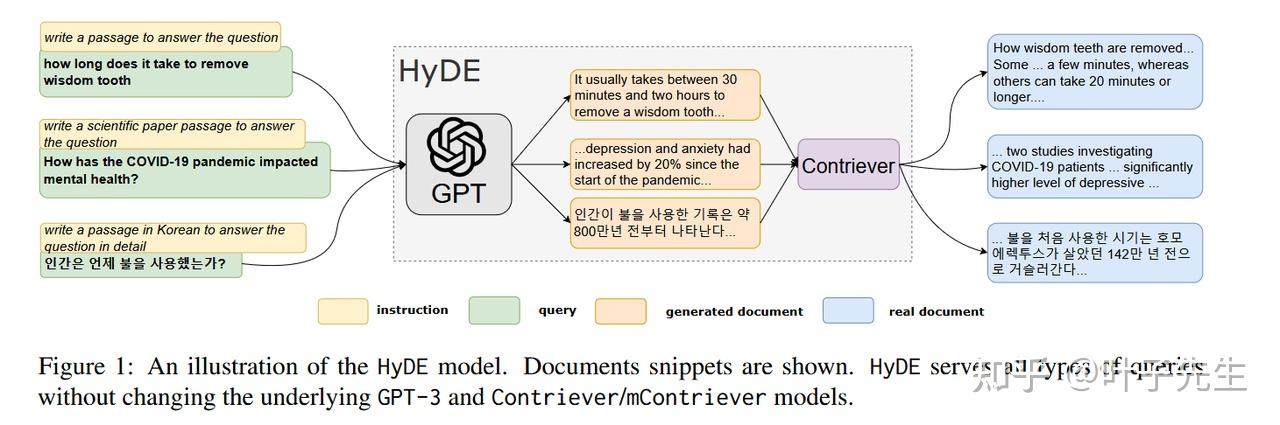 write a passage to answer the question
how long does it take to remove
wisdom tooth
write a scientific paper passage to answer
the question
How has the COVID-19 pandemic impacted
mental health?
write a passage in Korean to answer the
question in detail
인간은 언제 불을 사용했는가?
HyDE
GPT
It usually takes between 30
minutes and two hours to
remove a wisdom tooth...
...depression and anxiety had
increased by 20% since the
start of the pandemic...
인간이 불을 사용한 기록은 약
800만년 전부터 나타난다...
Contriever
How wisdom teeth are removed...
Some ... a few minutes, whereas
others can take 20 minutes or
longer....
... two studies investigating
COVID-19 patients ... significantly
higher level of depressive ...
... 불을 처음 사용한 시기는 호모
에렉투스가 살았던 142만 년 전으
로 거슬러간다...
instruction
query
generated document
real document
Figure 1: An illustration of the HyDE model. Documents snippets are shown. HyDE serves all types of queries
without changing the underlying GPT-3 and Contriever/mContriever models.
知乎 @叶子先生